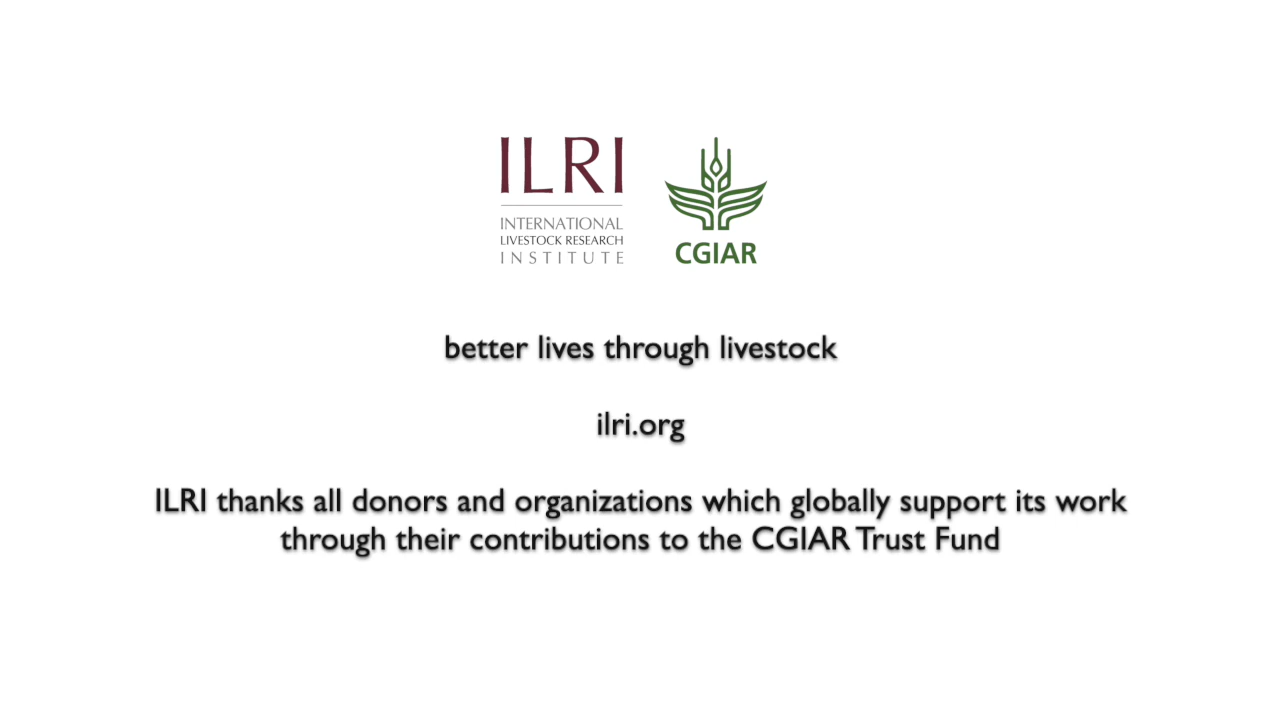 ILRI
INTERNATIONAL
LIVESTOCK RESEARCH
INSTITUTE
CGIAR
better lives through livestock
ilri.org
ILRI thanks all donors and organizations which globally support its work
through their contributions to the CGIAR Trust Fund